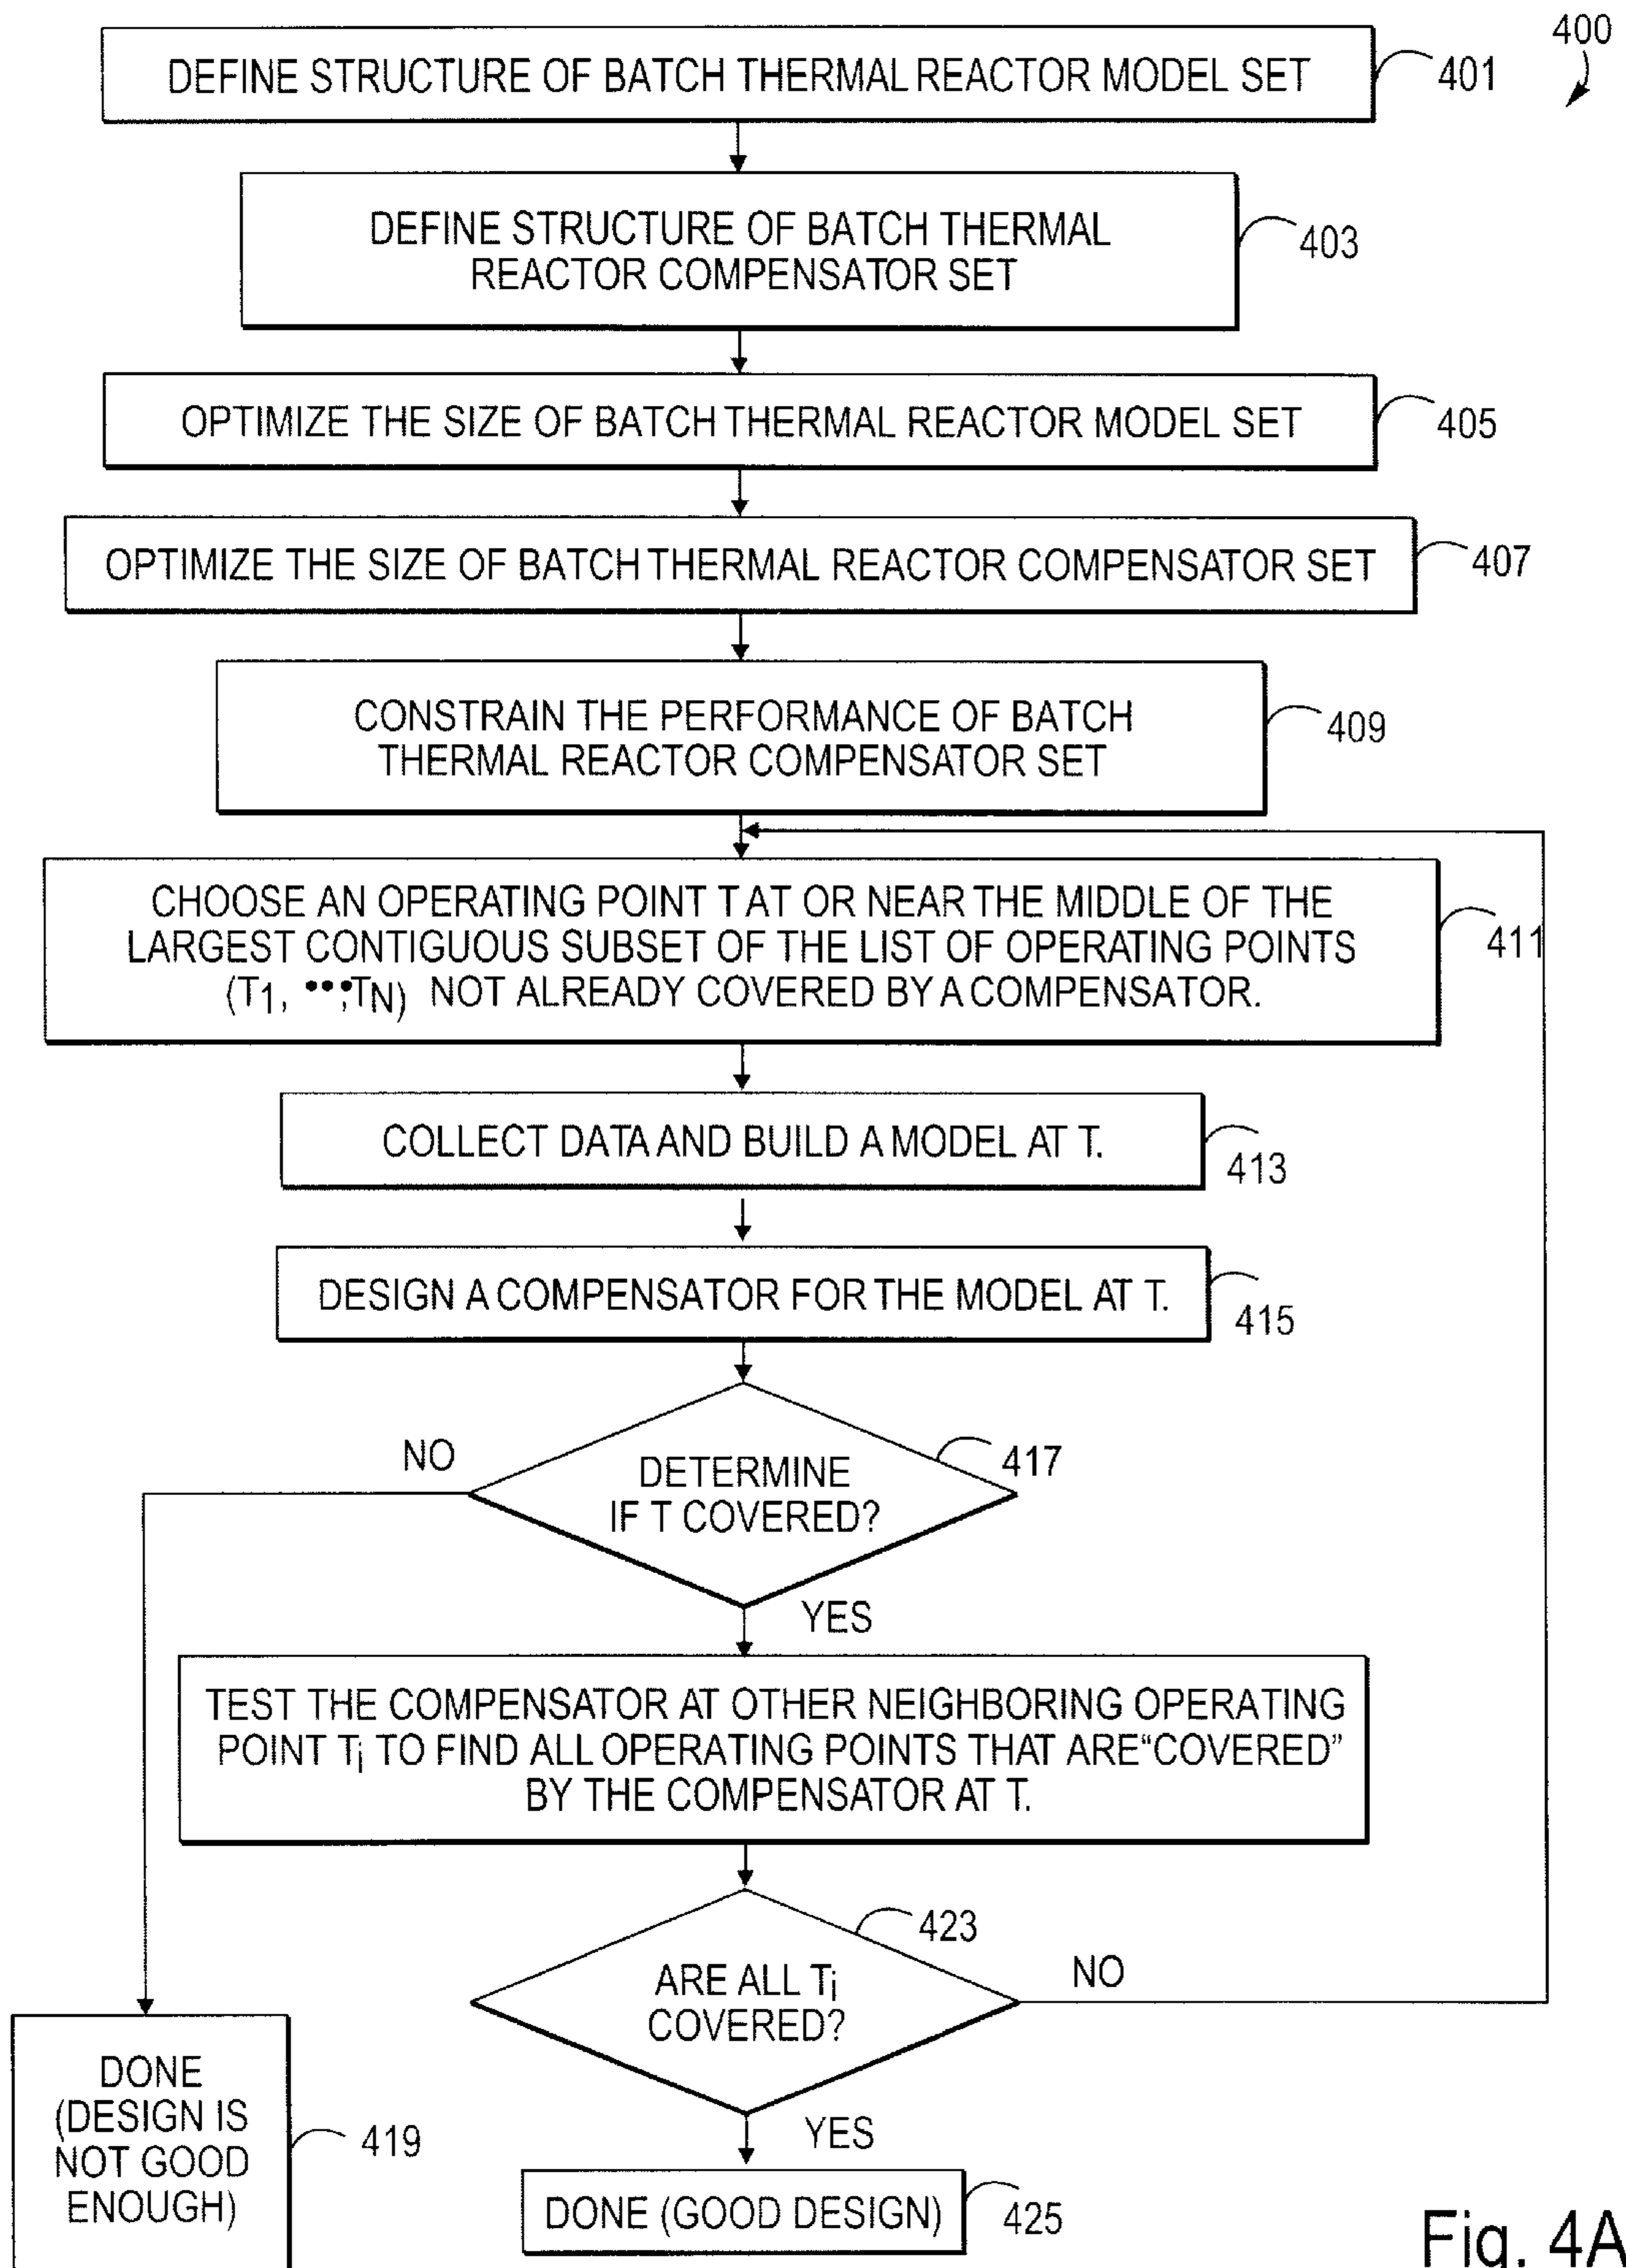 400
DEFINE STRUCTURE OF BATCH THERMAL REACTOR MODEL SET
401
DEFINE STRUCTURE OF BATCH THERMAL
REACTOR COMPENSATOR SET
403
OPTIMIZE THE SIZE OF BATCH THERMAL REACTOR MODEL SET
405
OPTIMIZE THE SIZE OF BATCH THERMAL REACTOR COMPENSATOR SET
407
CONSTRAIN THE PERFORMANCE OF BATCH
THERMAL REACTOR COMPENSATOR SET
409
CHOOSE AN OPERATING POINT T AT OR NEAR THE MIDDLE OF THE
LARGEST CONTIGUOUS SUBSET OF THE LIST OF OPERATING POINTS
(T1, •••,TN) NOT ALREADY COVERED BY A COMPENSATOR.
411
COLLECT DATA AND BUILD A MODEL AT T.
413
DESIGN A COMPENSATOR FOR THE MODEL AT T.
415
NO
DETERMINE
IF T COVERED?
417
YES
TEST THE COMPENSATOR AT OTHER NEIGHBORING OPERATING
POINT Ti TO FIND ALL OPERATING POINTS THAT ARE "COVERED"
BY THE COMPENSATOR AT T.
423
ARE ALL Ti
COVERED?
NO
DONE
(DESIGN IS
NOT GOOD
ENOUGH)
419
YES
DONE (GOOD DESIGN)
425
Fig. 4A